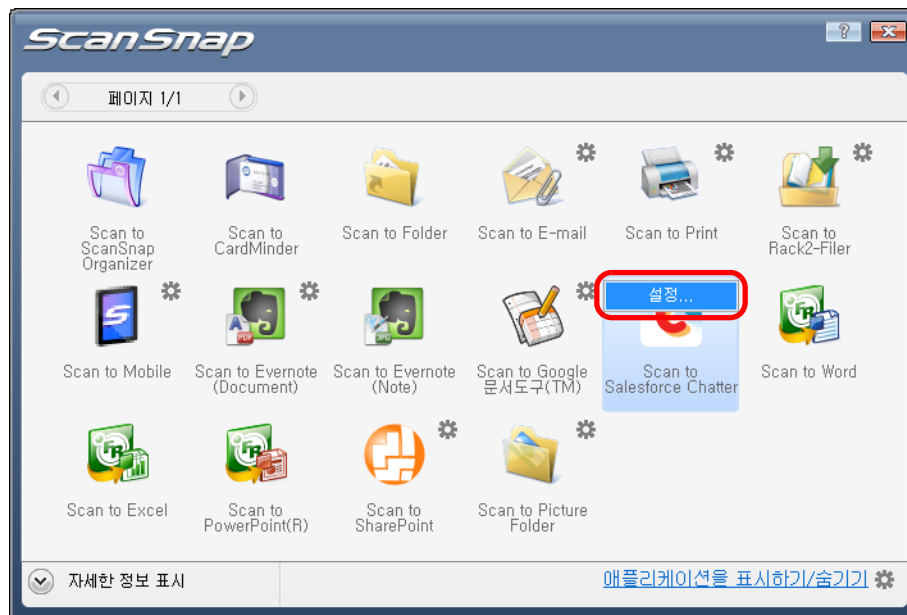 ScanSnap
?
페이지 1/1
Scan to
ScanSnap
Organizer
Scan to
CardMinder
Scan to Folder
Scan to E-mail
Scan to Print
Scan to
Rack2-Filer
설정...
Scan to Mobile
Scan to Evernote
(Document)
Scan to Evernote
(Note)
Scan to Google
문서도구(TM)
Scan to
Salesforce Chatter
Scan to Word
Scan to Excel
Scan to
PowerPoint(R)
Scan to
SharePoint
Scan to Picture
Folder
자세한 정보 표시
애플리케이션을 표시하기/숨기기